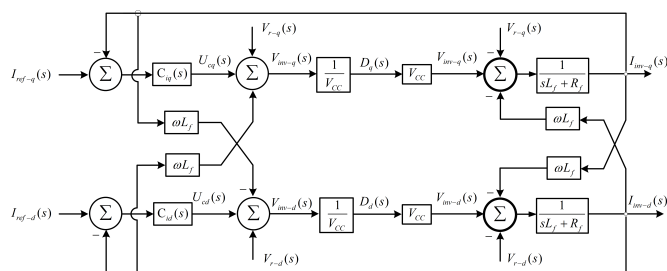 V_{r-q}(s) V_{r-q}(s)
− U_{cq}(s) V_{inv-q}(s) D_q(s) V_{inv-q}(s) − I_{inv-q}(s)
I_{ref-q}(s) Σ C_{iq}(s) Σ 1/V_{CC} V_{CC} Σ 1/(sL_f + R_f)
−
ωL_f ωL_f
ωL_f ωL_f
− −
I_{ref-d}(s) Σ C_{id}(s) U_{cd}(s) Σ V_{inv-d}(s) 1/V_{CC} D_d(s) V_{CC} V_{inv-d}(s) Σ 1/(sL_f + R_f) I_{inv-d}(s)
− −
V_{r-d}(s) V_{r-d}(s)